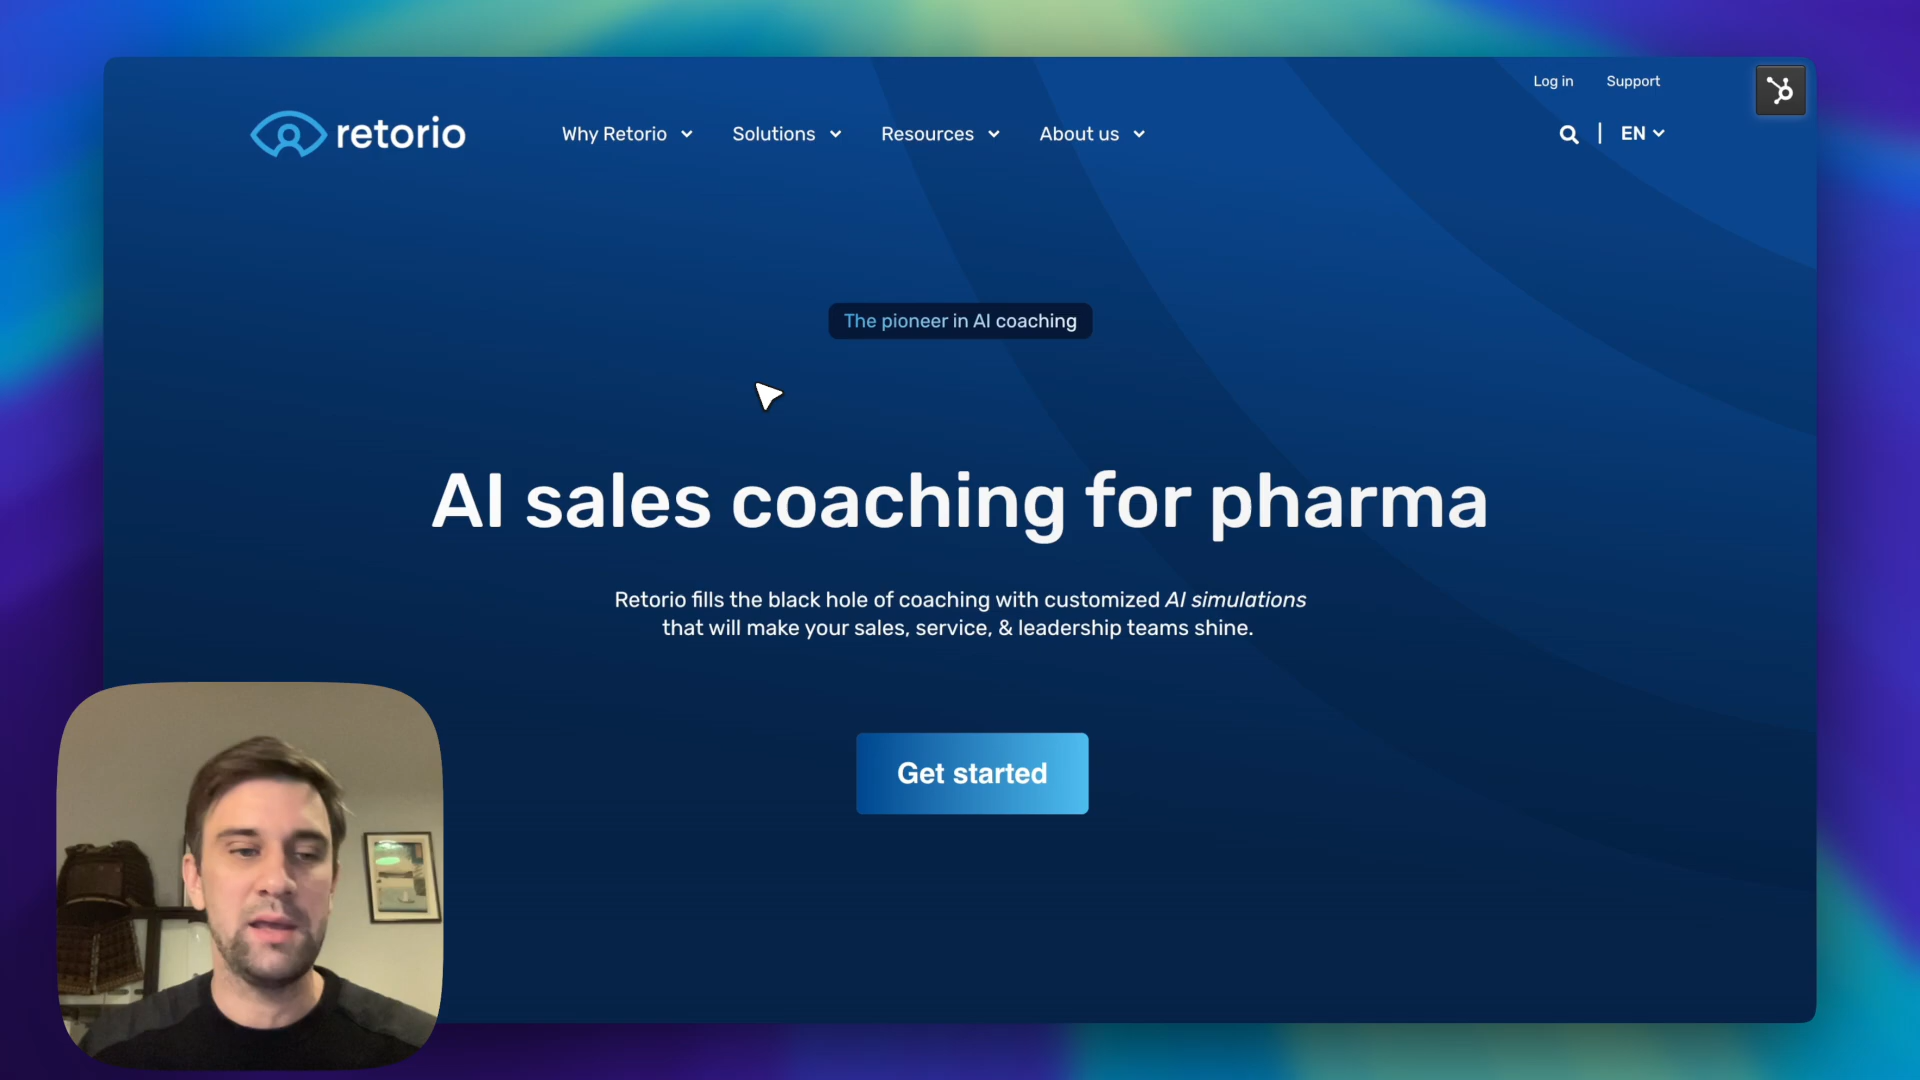 Log in Support
retorio Why Retorio Solutions Resources About us | EN
The pioneer in AI coaching
AI sales coaching for pharma
Retorio fills the black hole of coaching with customized AI simulations
that will make your sales, service, & leadership teams shine.
Get started